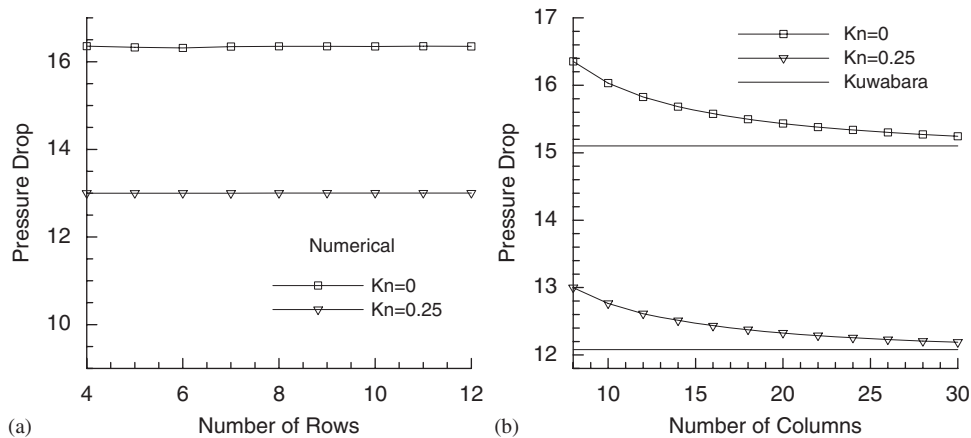 Pressure Drop
16
14
12
10
4
6
8
10
12
Number of Rows
Numerical
Kn=0
Kn=0.25
(a)
Pressure Drop
17
16
15
14
13
12
10
15
20
25
30
Number of Columns
Kn=0
Kn=0.25
Kuwabara
(b)